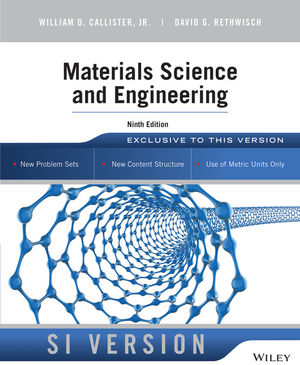 WILLIAM D. CALLISTER, JR. | DAVID G. RETHWISCH
Materials Science
and Engineering
Ninth Edition
EXCLUSIVE TO THIS VERSION
• New Problem Sets • New Content Structure • Use of Metric Units Only
SI VERSION
WILEY